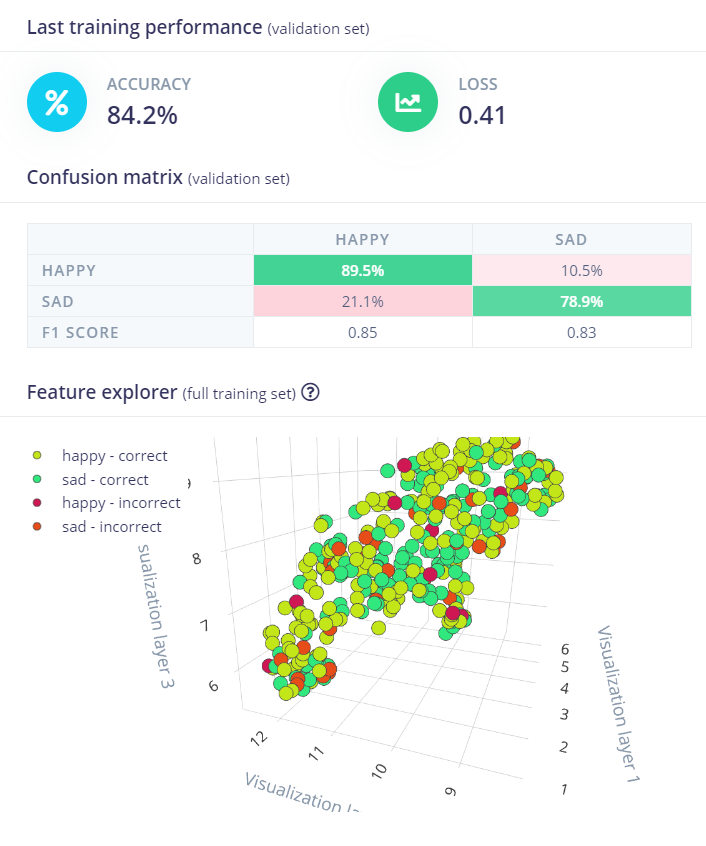 Last training performance (validation set)
%
ACCURACY
84.2%
LOSS
0.41
Confusion matrix (validation set)
HAPPY SAD
HAPPY 89.5% 10.5%
SAD 21.1% 78.9%
F1 SCORE 0.85 0.83
Feature explorer (full training set) ?
happy - correct
sad - correct
happy - incorrect
sad - incorrect
8
7
6
sualization layer 3
12
11
10
9
Visualization
6
5
4
3
2
1
Visualization layer 1